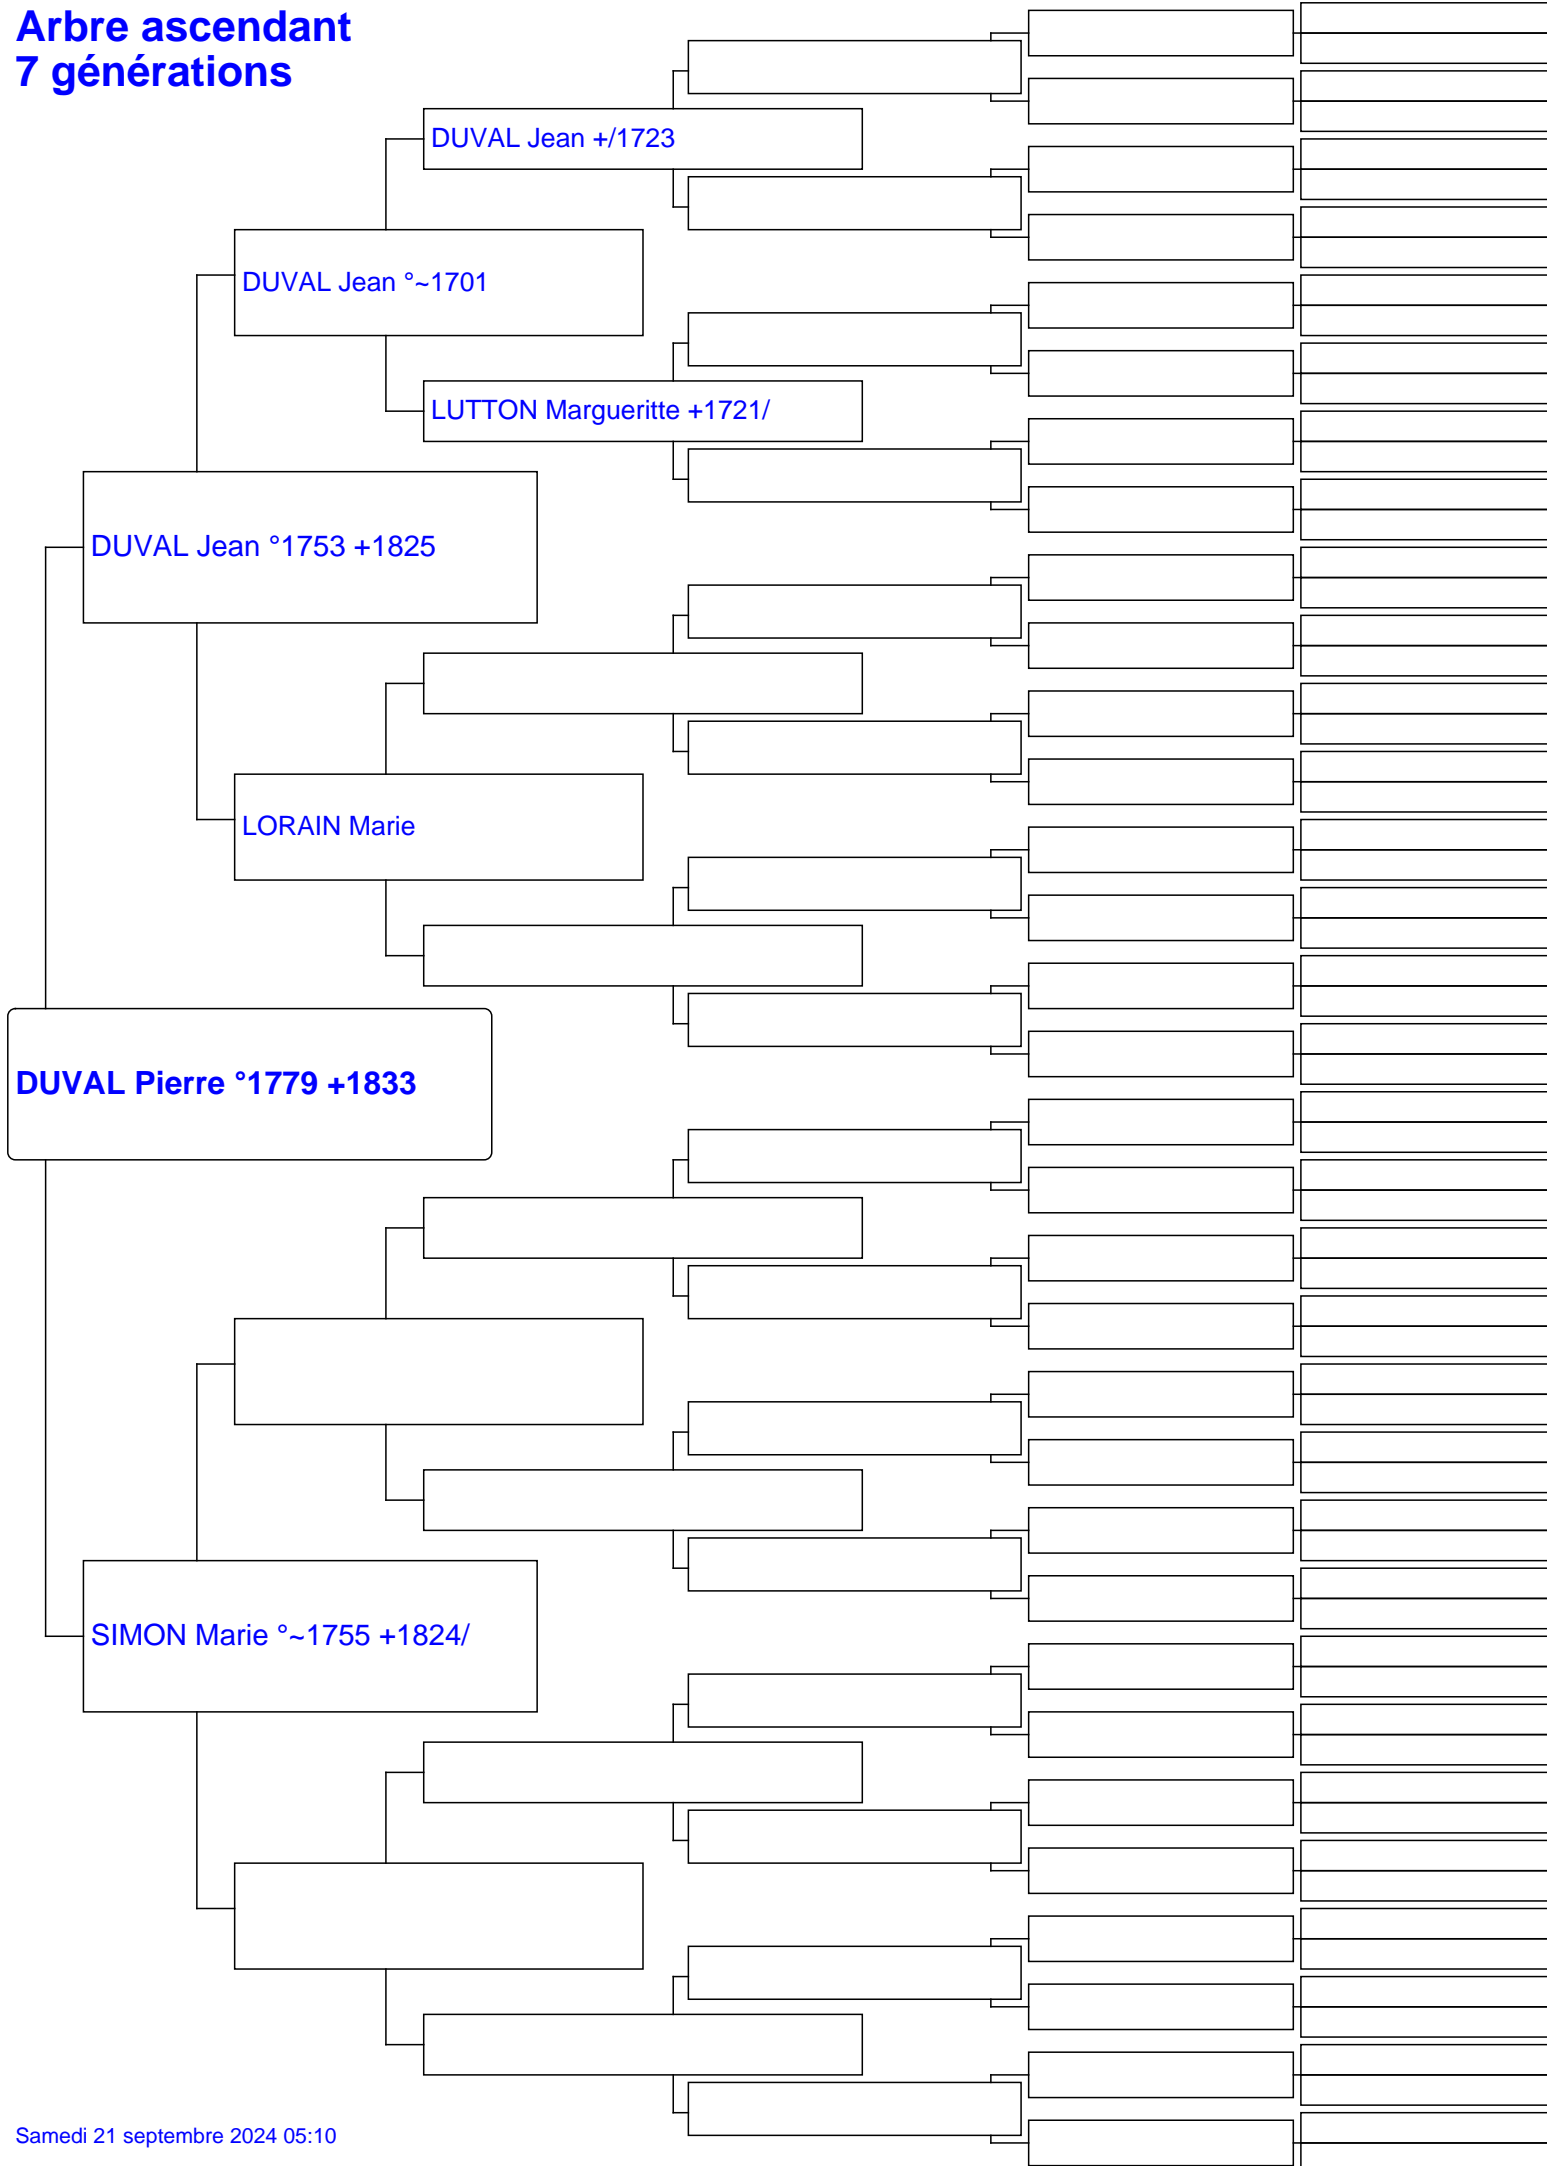 Arbre ascendant
7 générations
DUVAL Jean +/1723
DUVAL Jean °~1701
LUTTON Margueritte +1721/
DUVAL Jean °1753 +1825
LORAIN Marie
DUVAL Pierre °1779 +1833
SIMON Marie °~1755 +1824/
Samedi 21 septembre 2024 05:10